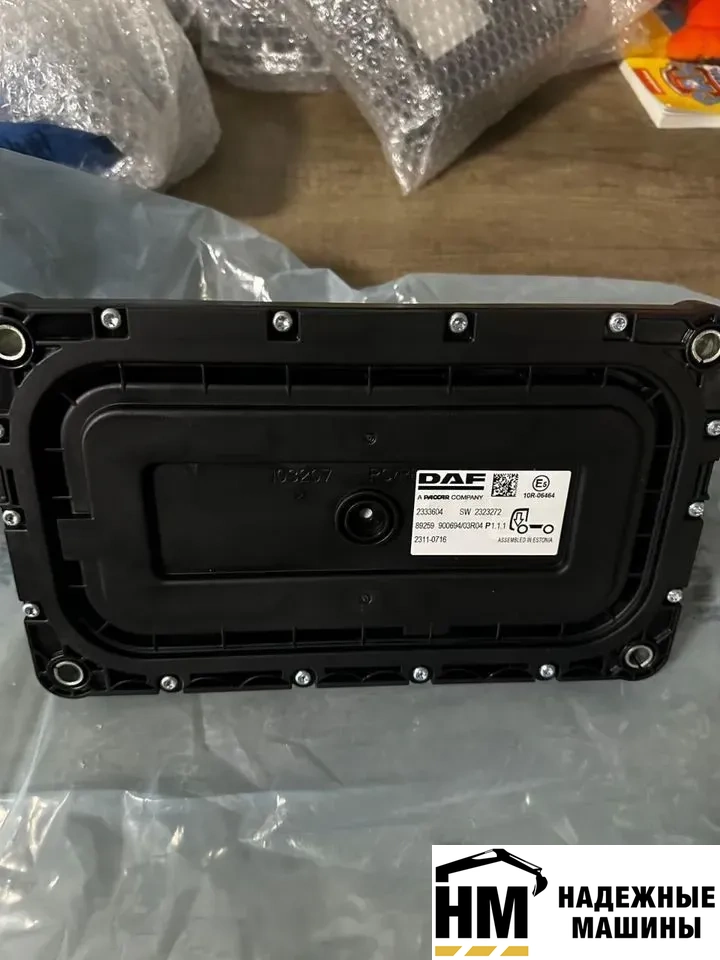 103207
DAF
A PACCAR COMPANY
E5
10R-06464
2333604 SW 2323272
89259 900694/03R04 P1.1.1
2311-0716
ASSEMBLED IN ESTONIA
НМ
НАДЕЖНЫЕ
МАШИНЫ